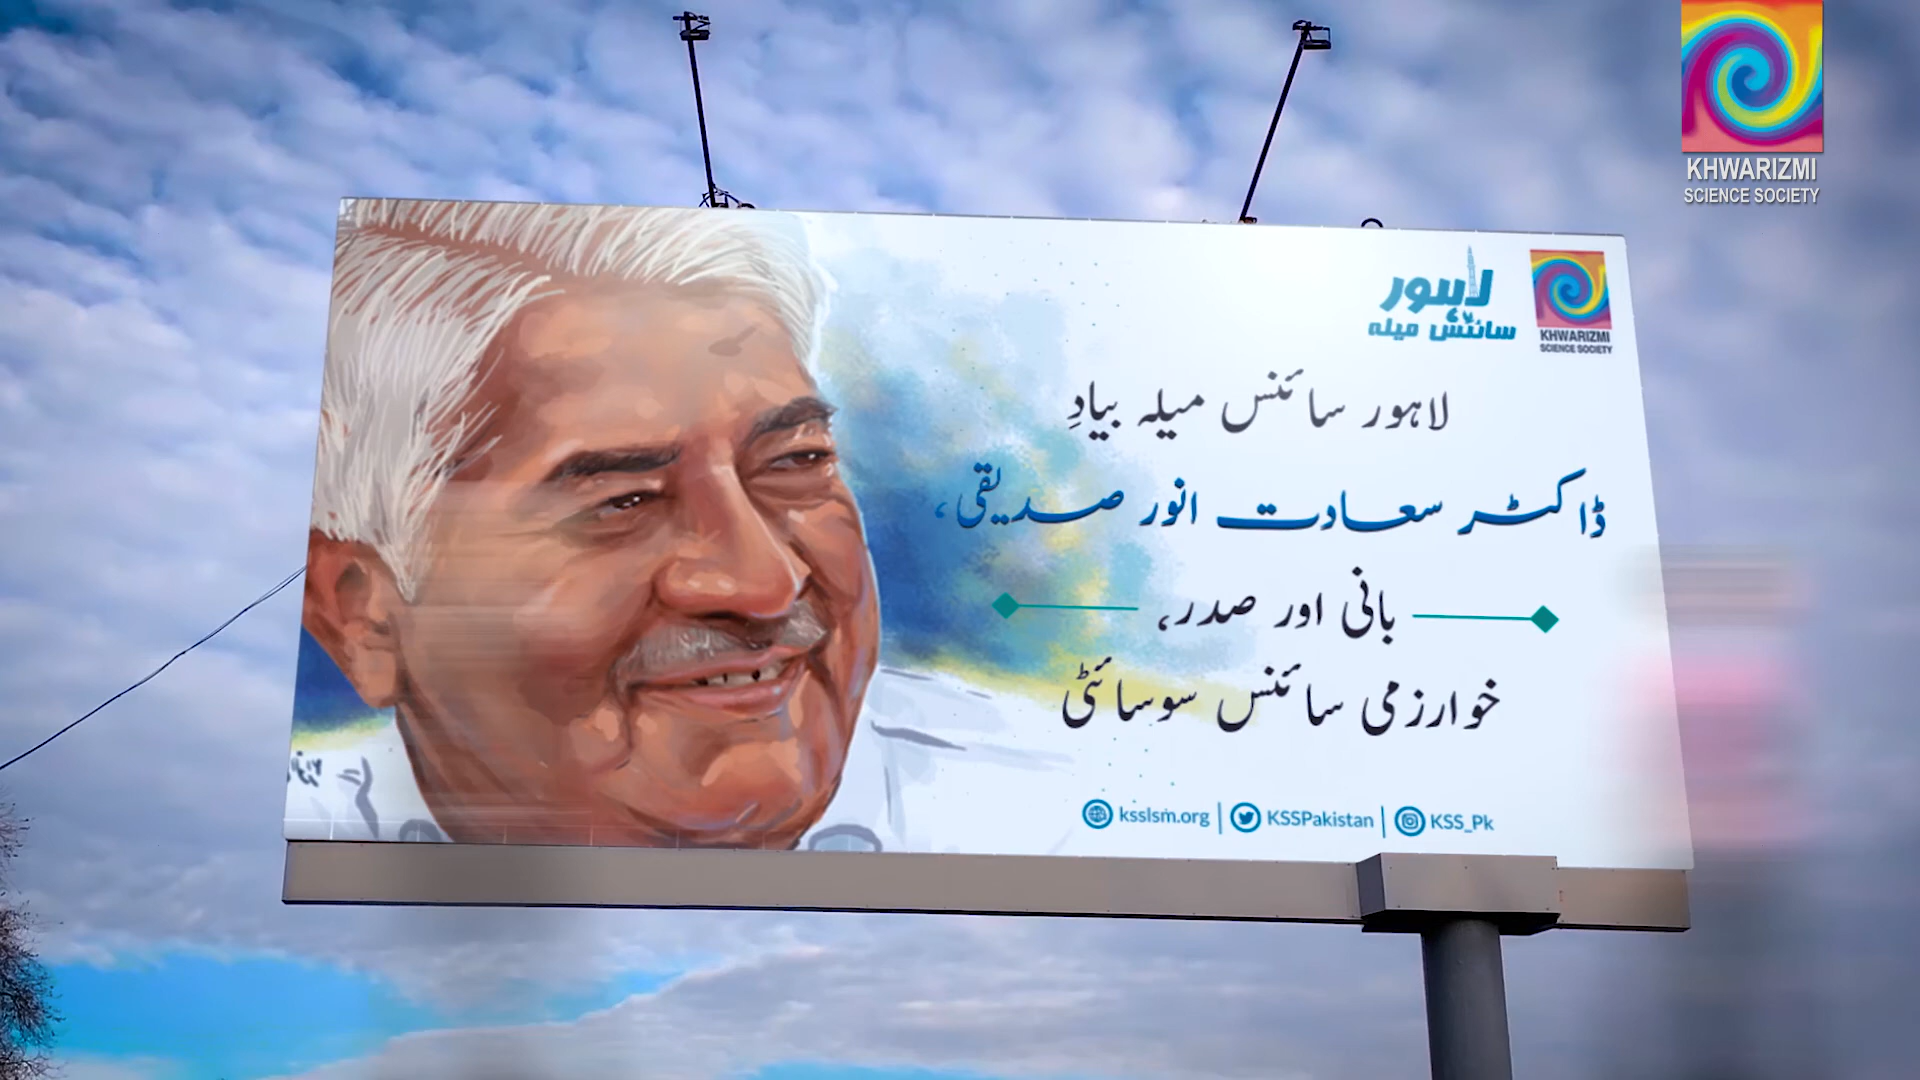 KHWARIZMI
SCIENCE SOCIETY
لاہور
سائنس میلہ
KHWARIZMI
SCIENCE SOCIETY
لاہور سائنس میلہ بیادِ
ڈاکٹر سعادت انور صدیقی،
بانی اور صدر،
خوارزمی سائنس سوسائٹی
ksslsm.org | KSSPakistan | KSS_Pk